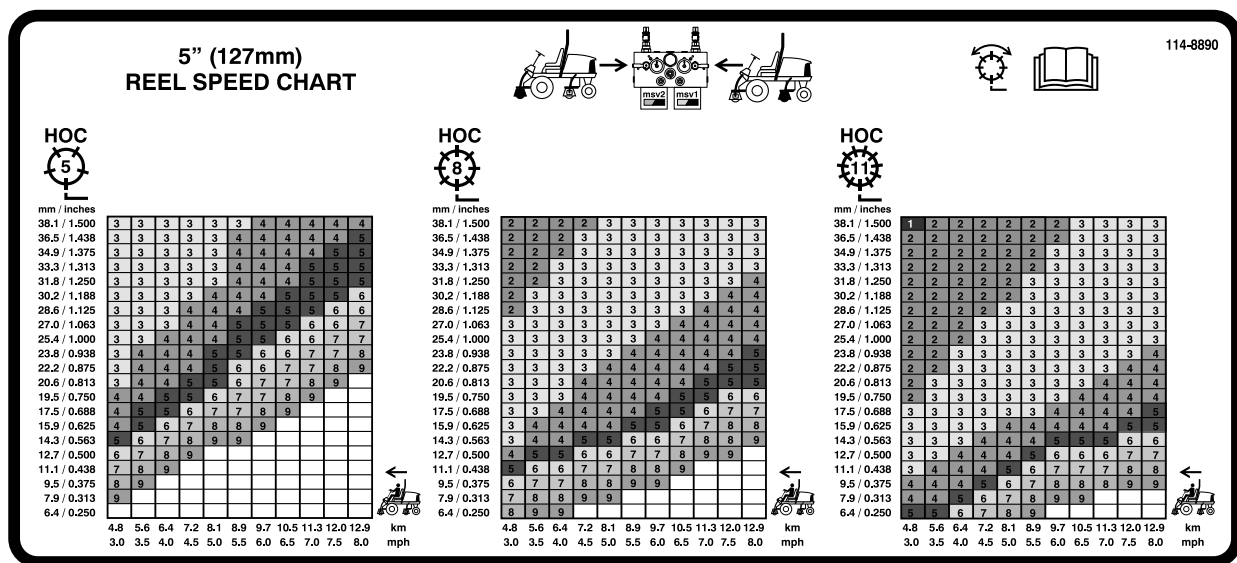 114-8890
5” (127mm)
REEL SPEED CHART
msv2 msv1
HOC
5
mm / inches
38.1 / 1.500 3 3 3 3 3 3 4 4 4 4 4
36.5 / 1.438 3 3 3 3 3 4 4 4 4 4 5
34.9 / 1.375 3 3 3 3 3 4 4 4 4 5 5
33.3 / 1.313 3 3 3 3 3 4 4 4 5 5 5
31.8 / 1.250 3 3 3 3 3 4 4 4 5 5 5
30.2 / 1.188 3 3 3 3 4 4 4 5 5 5 6
28.6 / 1.125 3 3 3 4 4 4 5 5 5 6 6
27.0 / 1.063 3 3 3 4 4 5 5 5 6 6 7
25.4 / 1.000 3 3 4 4 4 5 5 6 6 7 7
23.8 / 0.938 3 4 4 4 5 5 6 6 7 7 8
22.2 / 0.875 3 4 4 4 5 6 6 7 7 8 9
20.6 / 0.813 3 4 4 5 5 6 7 7 8 9
19.5 / 0.750 4 4 5 5 6 7 7 8 9
17.5 / 0.688 4 5 5 6 7 7 8 9
15.9 / 0.625 4 5 6 7 8 8 9
14.3 / 0.563 5 6 7 8 9 9
12.7 / 0.500 6 7 8 9
11.1 / 0.438 7 8 9
9.5 / 0.375 8 9
7.9 / 0.313 9
6.4 / 0.250
4.8 5.6 6.4 7.2 8.1 8.9 9.7 10.5 11.3 12.0 12.9 km
3.0 3.5 4.0 4.5 5.0 5.5 6.0 6.5 7.0 7.5 8.0 mph
HOC
8
mm / inches
38.1 / 1.500 2 2 2 2 3 3 3 3 3 3 3
36.5 / 1.438 2 2 2 3 3 3 3 3 3 3 3
34.9 / 1.375 2 2 2 3 3 3 3 3 3 3 3
33.3 / 1.313 2 2 3 3 3 3 3 3 3 3 3
31.8 / 1.250 2 2 3 3 3 3 3 3 3 3 4
30.2 / 1.188 2 3 3 3 3 3 3 3 3 4 4
28.6 / 1.125 2 3 3 3 3 3 3 3 4 4 4
27.0 / 1.063 3 3 3 3 3 3 3 4 4 4 4
25.4 / 1.000 3 3 3 3 3 3 4 4 4 4 4
23.8 / 0.938 3 3 3 3 3 4 4 4 4 4 5
22.2 / 0.875 3 3 3 3 4 4 4 4 4 5 5
20.6 / 0.813 3 3 3 4 4 4 4 4 5 5 5
19.5 / 0.750 3 3 3 4 4 4 4 5 5 6 6
17.5 / 0.688 3 3 4 4 4 4 5 5 6 6 7
15.9 / 0.625 3 3 4 4 4 5 5 6 7 7 8
14.3 / 0.563 3 4 4 5 5 6 6 7 8 8 9
12.7 / 0.500 4 5 5 6 6 7 7 8 9 9
11.1 / 0.438 5 6 6 7 7 8 8 9
9.5 / 0.375 6 7 7 8 8 9 9
7.9 / 0.313 7 8 8 9 9
6.4 / 0.250 8 9 9
4.8 5.6 6.4 7.2 8.1 8.9 9.7 10.5 11.3 12.0 12.9 km
3.0 3.5 4.0 4.5 5.0 5.5 6.0 6.5 7.0 7.5 8.0 mph
HOC
11
mm / inches
38.1 / 1.500 1 2 2 2 2 2 2 3 3 3 3
36.5 / 1.438 2 2 2 2 2 2 2 3 3 3 3
34.9 / 1.375 2 2 2 2 2 2 3 3 3 3 3
33.3 / 1.313 2 2 2 2 2 2 3 3 3 3 3
31.8 / 1.250 2 2 2 2 2 3 3 3 3 3 3
30.2 / 1.188 2 2 2 2 2 3 3 3 3 3 3
28.6 / 1.125 2 2 2 2 3 3 3 3 3 3 3
27.0 / 1.063 2 2 2 3 3 3 3 3 3 3 3
25.4 / 1.000 2 2 2 3 3 3 3 3 3 3 3
23.8 / 0.938 2 2 3 3 3 3 3 3 3 3 4
22.2 / 0.875 2 2 3 3 3 3 3 3 3 4 4
20.6 / 0.813 2 3 3 3 3 3 3 3 4 4 4
19.5 / 0.750 2 3 3 3 3 3 3 4 4 4 4
17.5 / 0.688 3 3 3 3 3 3 4 4 4 4 5
15.9 / 0.625 3 3 3 3 3 4 4 4 4 5 5
14.3 / 0.563 3 3 3 4 4 4 5 5 5 6 6
12.7 / 0.500 3 3 4 4 4 5 6 6 7 7 7
11.1 / 0.438 3 4 4 4 5 6 7 7 8 8 8
9.5 / 0.375 4 4 4 5 6 7 8 8 8 9 9
7.9 / 0.313 4 4 5 6 7 8 9 9
6.4 / 0.250 5 5 6 7 8 9
4.8 5.6 6.4 7.2 8.1 8.9 9.7 10.5 11.3 12.0 12.9 km
3.0 3.5 4.0 4.5 5.0 5.5 6.0 6.5 7.0 7.5 8.0 mph